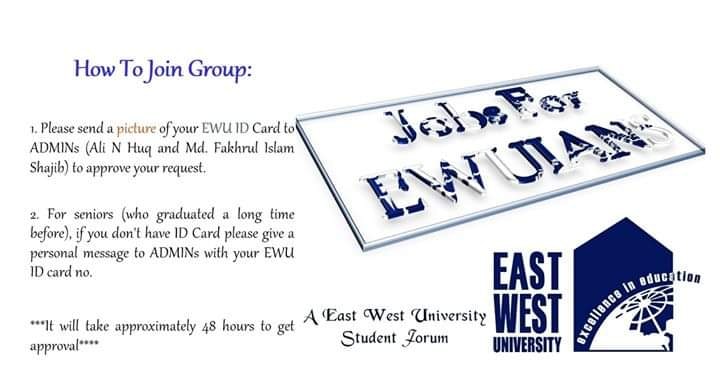 How To Join Group:
1. Please send a picture of your EWU ID Card to
ADMINs (Ali N Huq and Md. Fakhrul Islam
Shajib) to approve your request.
2. For seniors (who graduated a long time
before), if you don't have ID Card please give a
personal message to ADMINs with your EWU
ID card no.
***It will take approximately 48 hours to get
approval****
Jobs For
EWUIANS
A East West University
Student Forum
EAST
WEST
UNIVERSITY
excellence in education